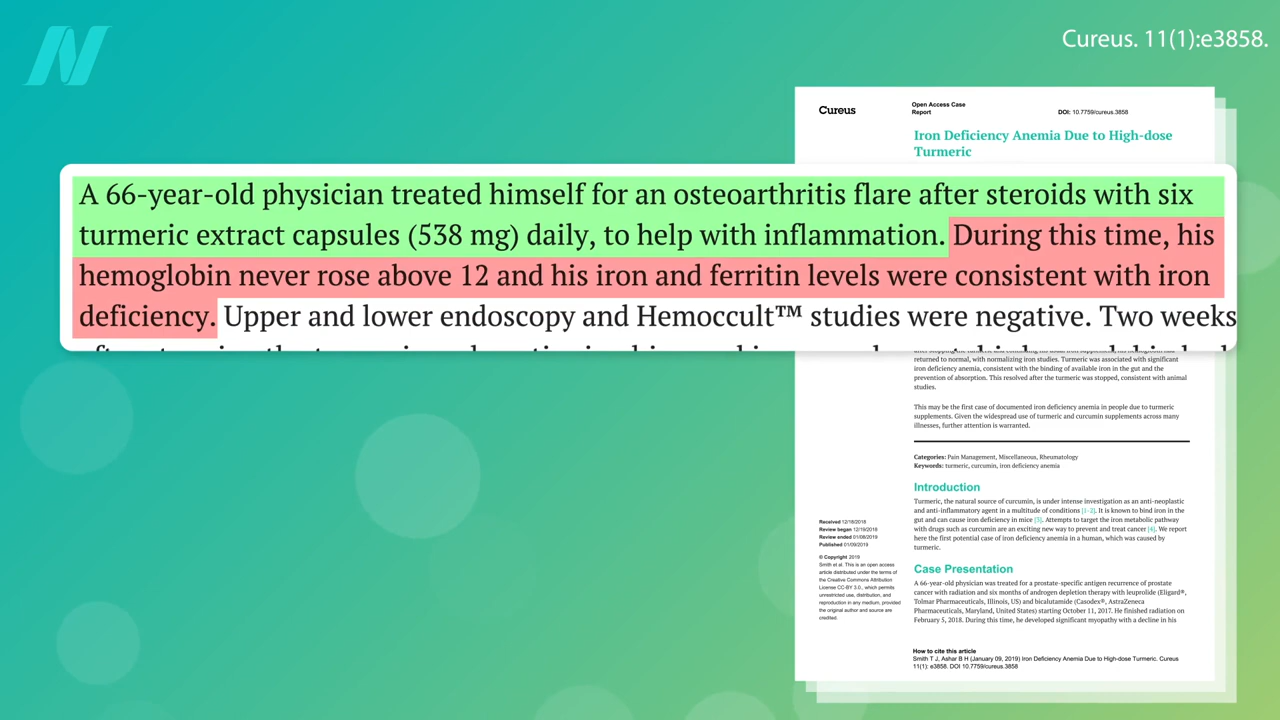 Cureus. 11(1):e3858.
Cureus
Open Access Case
Report
DOI: 10.7759/cureus.3858
Iron Deficiency Anemia Due to High-dose
Turmeric
A 66-year-old physician treated himself for an osteoarthritis flare after steroids with six
turmeric extract capsules (538 mg) daily, to help with inflammation. During this time, his
hemoglobin never rose above 12 and his iron and ferritin levels were consistent with iron
deficiency. Upper and lower endoscopy and Hemoccult™ studies were negative. Two weeks
returned to normal, with normalizing iron studies. Turmeric was associated with significant
iron deficiency anemia, consistent with the binding of available iron in the gut and the
prevention of absorption. This resolved after the turmeric was stopped, consistent with animal
studies.
This may be the first case of documented iron deficiency anemia in people due to turmeric
supplements. Given the widespread use of turmeric and curcumin supplements across many
illnesses, further attention is warranted.
Categories: Pain Management, Miscellaneous, Rheumatology
Keywords: turmeric, curcumin, iron deficiency anemia
Introduction
Turmeric, the natural source of curcumin, is under intense investigation as an anti-neoplastic
and anti-inflammatory agent in a multitude of conditions [1-2]. It is known to bind iron in the
gut and can cause iron deficiency in mice [3]. Attempts to target the iron metabolic pathway
with drugs such as curcumin are an exciting new way to prevent and treat cancer [4]. We report
here the first potential case of iron deficiency anemia in a human, which was caused by
turmeric.
Received 12/18/2018
Review began 12/19/2019
Review ended 01/08/2019
Published 01/09/2019
© Copyright 2019
Smith et al. This is an open access
article distributed under the terms of
the Creative Commons Attribution
License CC-BY 3.0., which permits
unrestricted use, distribution, and
reproduction in any medium, provided
the original author and source are
credited.
Case Presentation
A 66-year-old physician was treated for a prostate-specific antigen recurrence of prostate
cancer with radiation and six months of androgen depletion therapy with leuprolide (Eligard®,
Tolmar Pharmaceuticals, Illinois, US) and bicalutamide (Casodex®, AstraZeneca
Pharmaceuticals, Maryland, United States) starting October 11, 2017. He finished radiation on
February 5, 2018. During this time, he developed significant myopathy with a decline in his
How to cite this article
Smith T J, Ashar B H (January 09, 2019) Iron Deficiency Anemia Due to High-dose Turmeric. Cureus
11(1): e3858. DOI 10.7759/cureus.3858